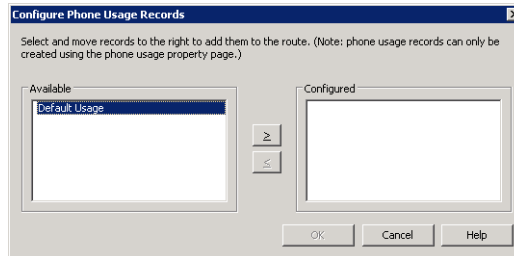 Configure Phone Usage Records
Select and move records to the right to add them to the route. (Note: phone usage records can only be
created using the phone usage property page.)
Available
Configured
Default Usage
≥
≤
OK
Cancel
Help